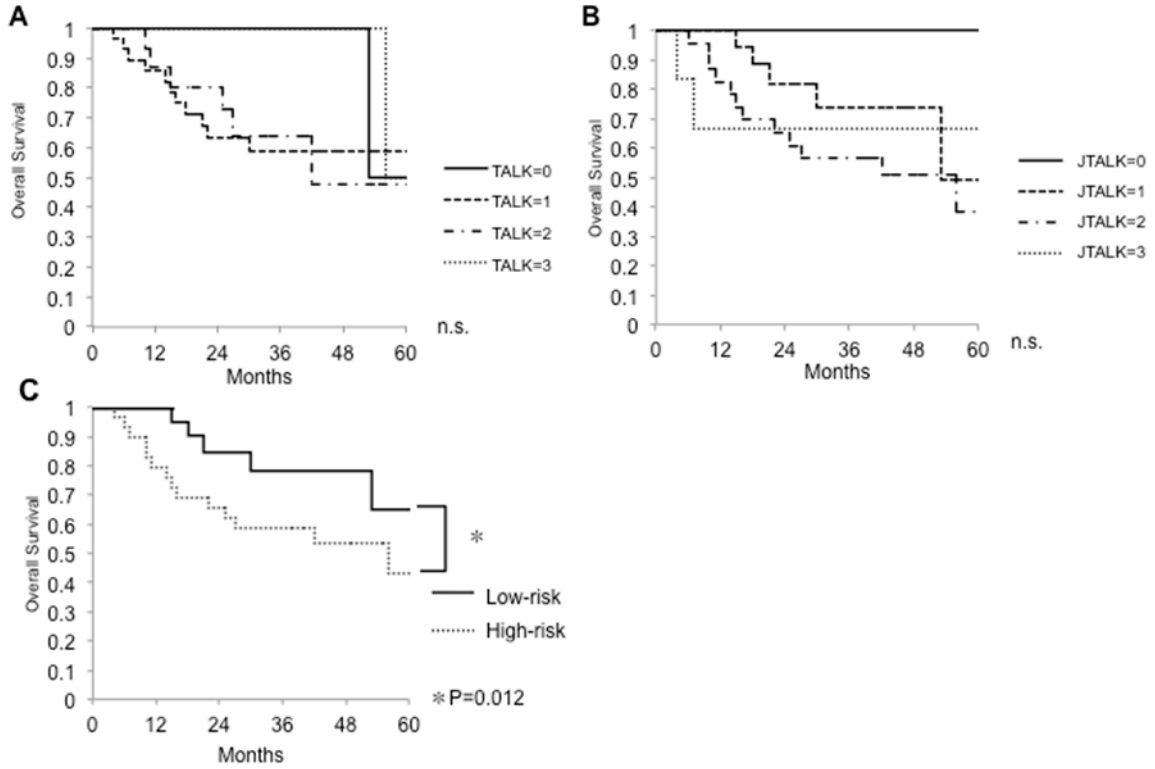 A
Overall Survival
1
0.9
0.8
0.7
0.6
0.5
0.4
0.3
0.2
0.1
0
0 12 24 36 48 60
Months
TALK=0
TALK=1
TALK=2
TALK=3
n.s.
B
Overall Survival
1
0.9
0.8
0.7
0.6
0.5
0.4
0.3
0.2
0.1
0
0 12 24 36 48 60
Months
JTALK=0
JTALK=1
JTALK=2
JTALK=3
n.s.
C
Overall Survival
1
0.9
0.8
0.7
0.6
0.5
0.4
0.3
0.2
0.1
0
0 12 24 36 48 60
Months
*
Low-risk
High-risk
*P=0.012